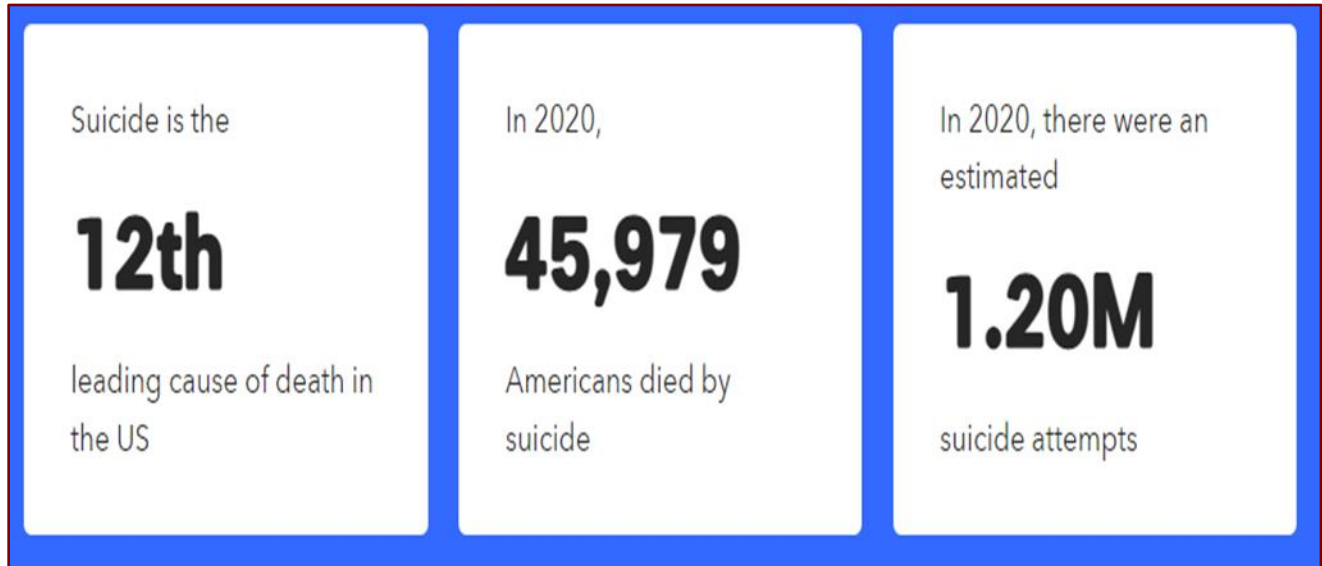 Suicide is the
12th
leading cause of death in
the US
In 2020,
45,979
Americans died by
suicide
In 2020, there were an
estimated
1.20M
suicide attempts